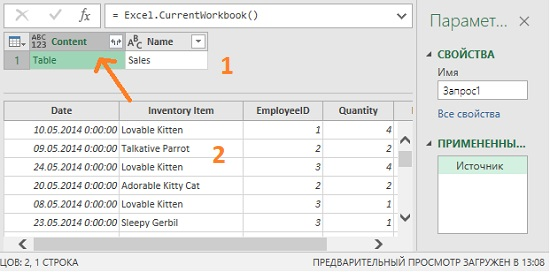 = Excel.CurrentWorkbook()
ABC 123 Content ABC Name
1 Table Sales
1
Date Inventory Item EmployeeID Quantity
10.05.2014 0:00:00 Lovable Kitten 1 4
09.05.2014 0:00:00 Talkative Parrot 2 2
2
24.05.2014 0:00:00 Lovable Kitten 3 4
20.05.2014 0:00:00 Adorable Kitty Cat 2 2
08.05.2014 0:00:00 Lovable Kitten 3 1
23.05.2014 0:00:00 Sleepy Gerbil 3 1
Парамет...
СВОЙСТВА
Имя
Запрос1
Все свойства
ПРИМЕНЕННЫ...
Источник
ЦОВ: 2, 1 СТРОКА
ПРЕДВАРИТЕЛЬНЫЙ ПРОСМОТР ЗАГРУЖЕН В 13:08